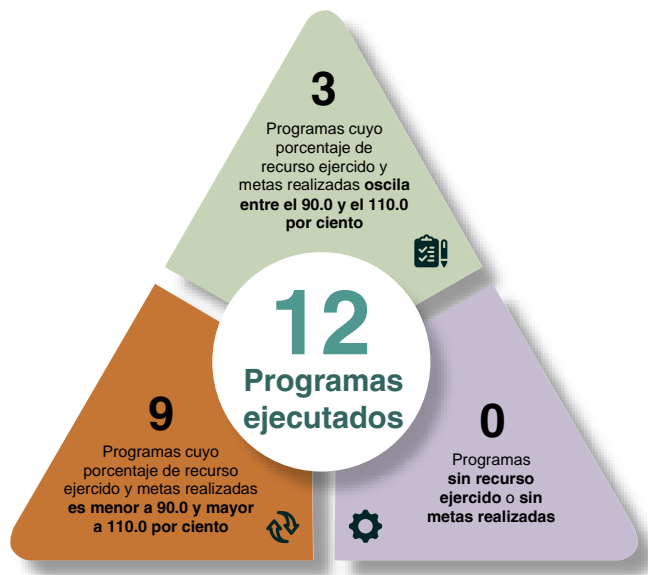 3
Programas cuyo
porcentaje de
recurso ejercido y
metas realizadas oscila
entre el 90.0 y el 110.0
por ciento
12
Programas
ejecutados
9
Programas cuyo
porcentaje de recurso
ejercido y metas realizadas
es menor a 90.0 y mayor
a 110.0 por ciento
0
Programas
sin recurso
ejercido o sin
metas realizadas